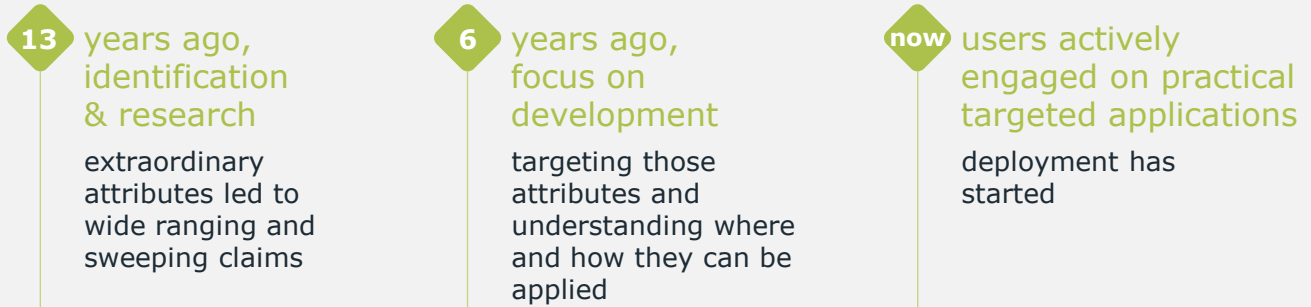 13
years ago,
identification
& research
extraordinary
attributes led to
wide ranging and
sweeping claims
6
years ago,
focus on
development
targeting those
attributes and
understanding where
and how they can be
applied
now
users actively
engaged on practical
targeted applications
deployment has
started